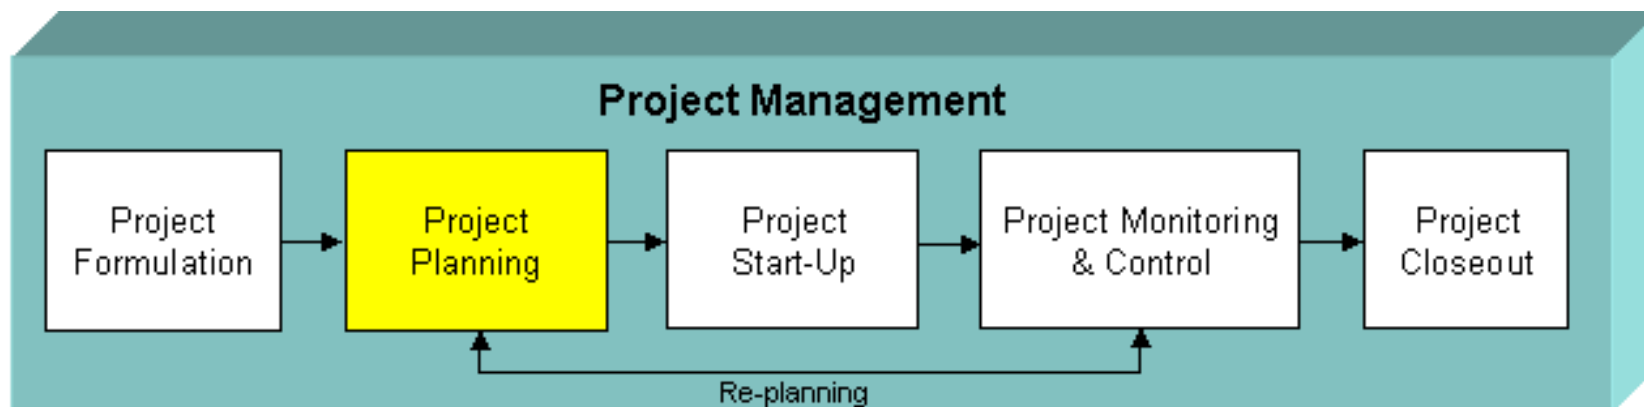 Project Management
Project
Formulation
Project
Planning
Project
Start-Up
Project Monitoring
& Control
Project
Closeout
Re-planning